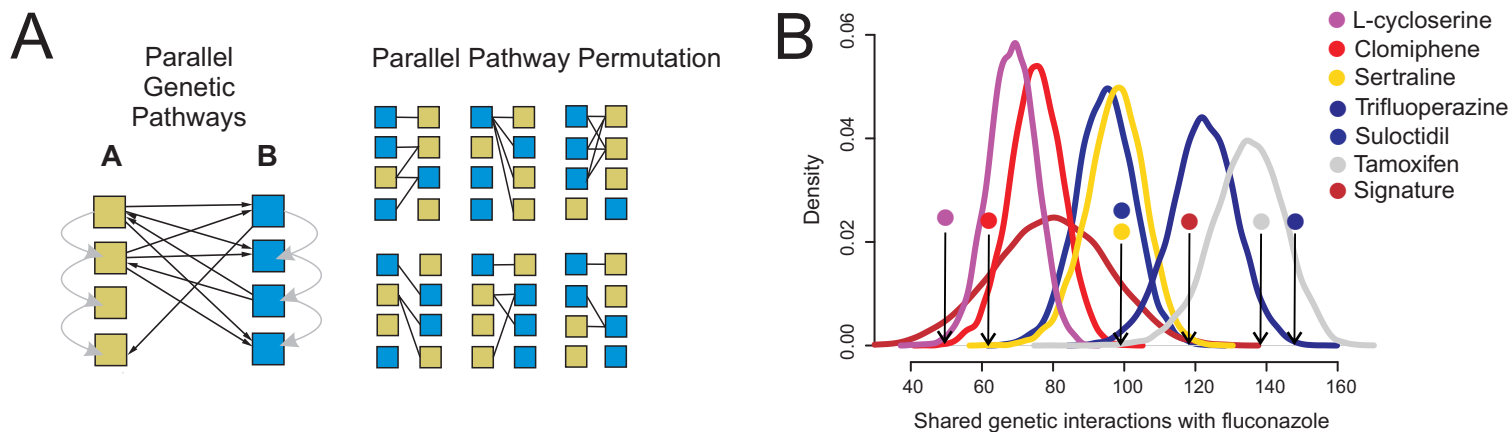 A
Parallel
Genetic
Pathways
A
B
Parallel Pathway Permutation
B
Density
0.00
0.02
0.04
0.06
40
60
80
100
120
140
160
Shared genetic interactions with fluconazole
L-cycloserine
Clomiphene
Sertraline
Trifluoperazine
Suloctidil
Tamoxifen
Signature